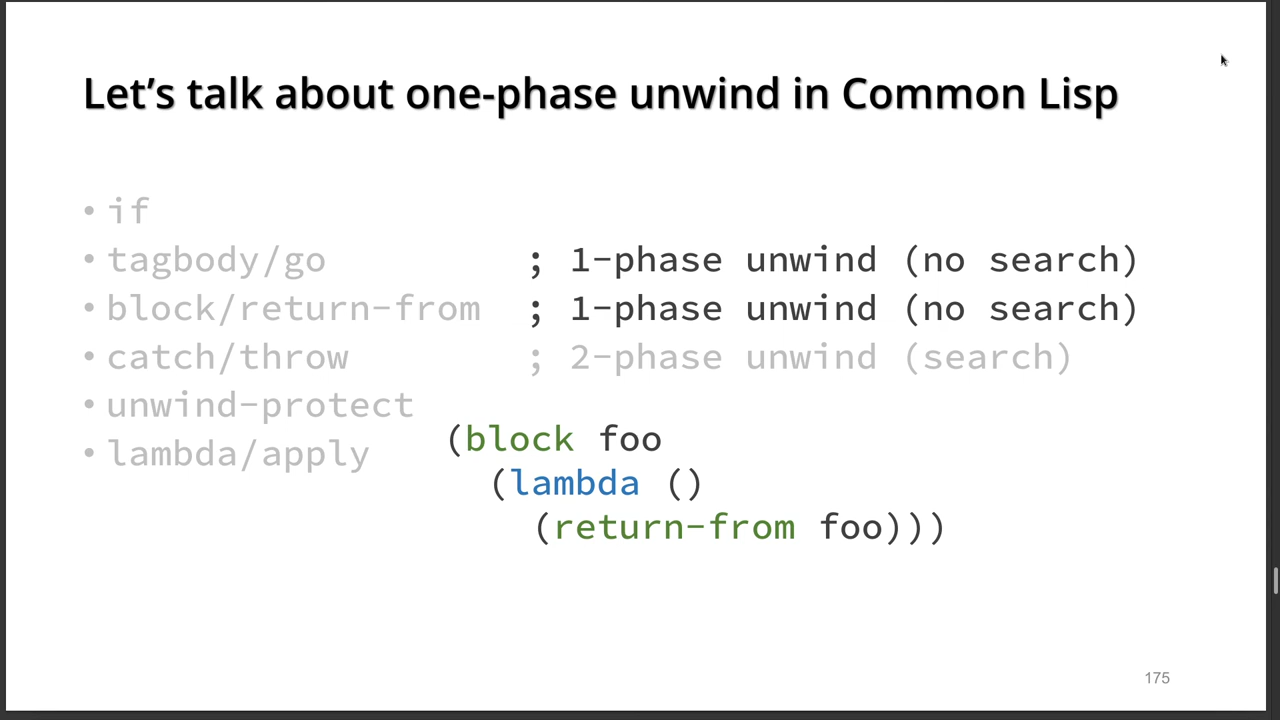 Let’s talk about one-phase unwind in Common Lisp
• if
• tagbody/go ; 1-phase unwind (no search)
• block/return-from ; 1-phase unwind (no search)
• catch/throw ; 2-phase unwind (search)
• unwind-protect
• lambda/apply
(block foo
(lambda ()
(return-from foo)))
175